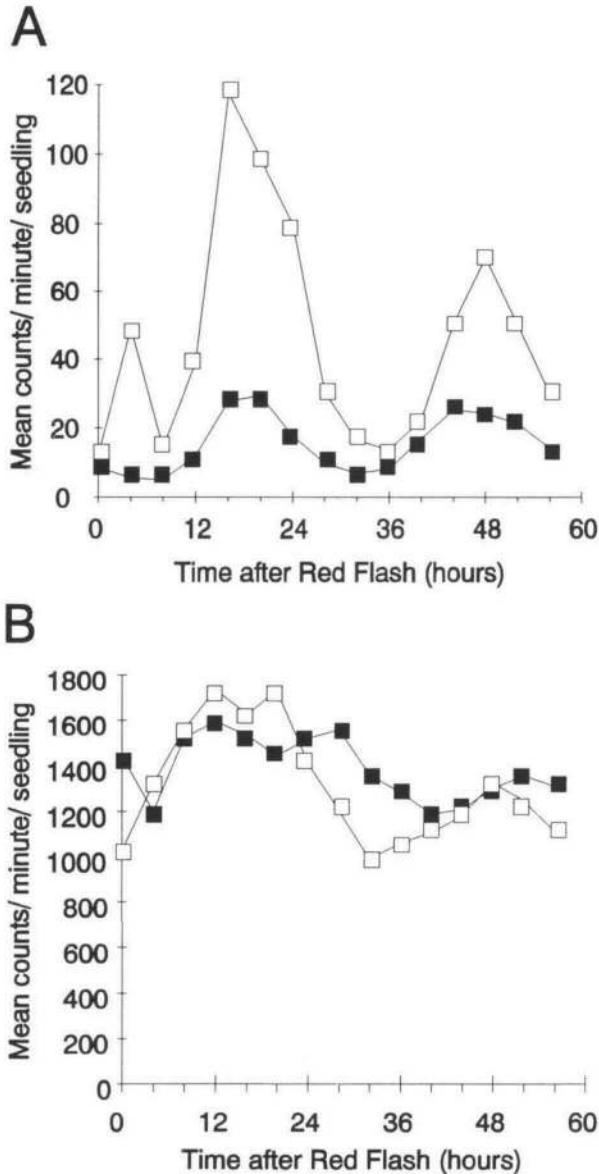 A
120
100
80
60
40
20
0
Mean counts/ minute/ seedling
0 12 24 36 48 60
Time after Red Flash (hours)
B
1800
1600
1400
1200
1000
800
600
400
200
0
Mean counts/ minute/ seedling
0 12 24 36 48 60
Time after Red Flash (hours)